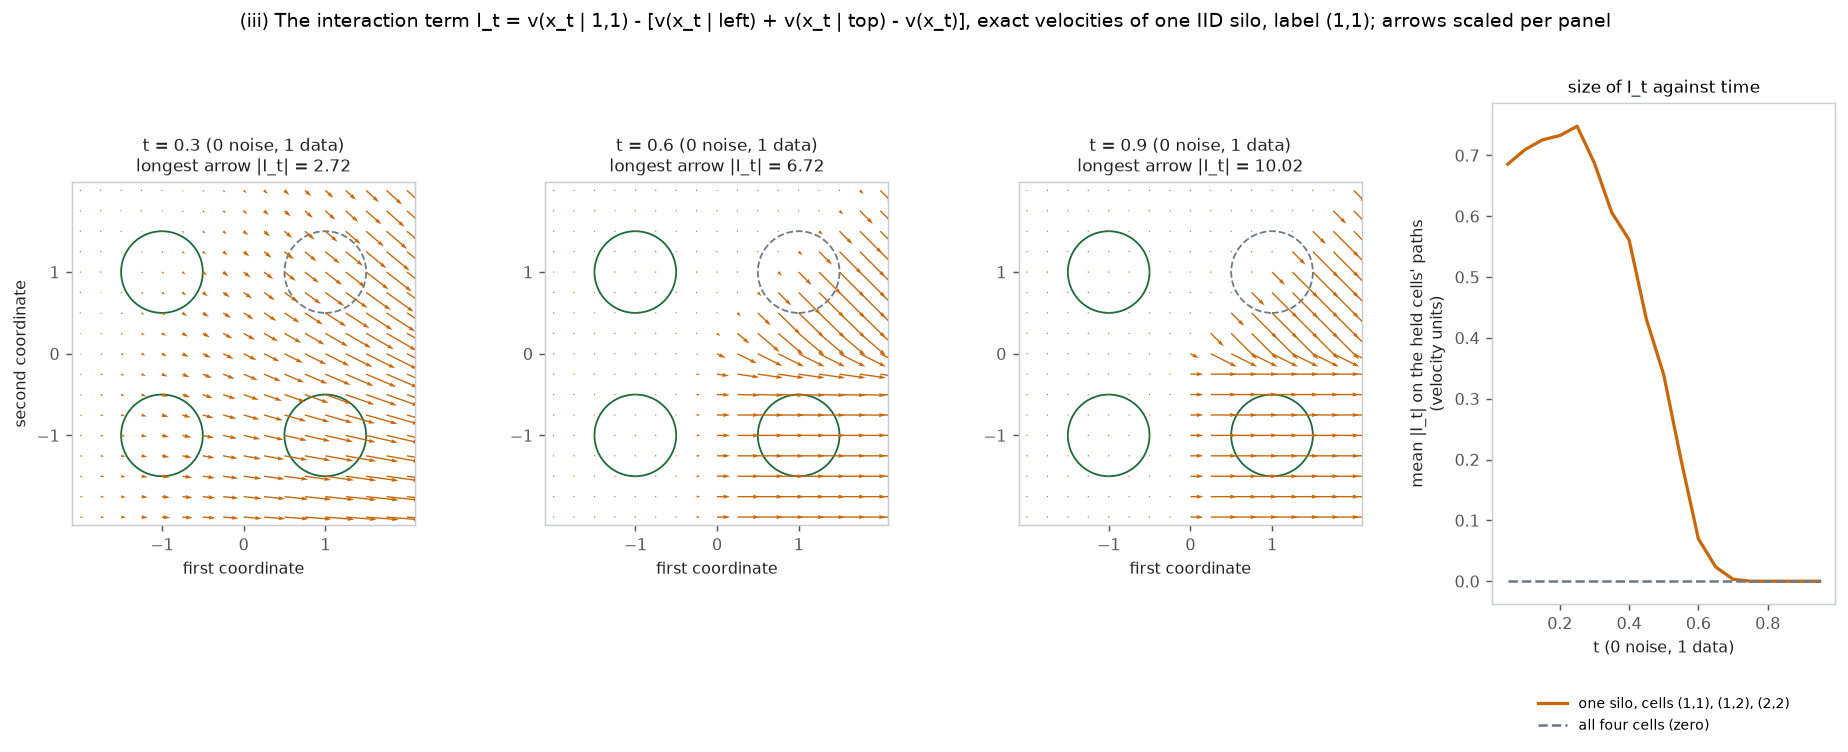 (iii) The interaction term I_t = v(x_t | 1,1) - [v(x_t | left) + v(x_t | top) - v(x_t)], exact velocities of one IID silo, label (1,1); arrows scaled per panel
t = 0.3 (0 noise, 1 data)
longest arrow |I_t| = 2.72
second coordinate
1
0
−1
−1
0
1
first coordinate
t = 0.6 (0 noise, 1 data)
longest arrow |I_t| = 6.72
1
0
−1
−1
0
1
first coordinate
t = 0.9 (0 noise, 1 data)
longest arrow |I_t| = 10.02
1
0
−1
−1
0
1
first coordinate
size of I_t against time
mean |I_t| on the held cells' paths
(velocity units)
0.7
0.6
0.5
0.4
0.3
0.2
0.1
0.0
0.2
0.4
0.6
0.8
t (0 noise, 1 data)
one silo, cells (1,1), (1,2), (2,2)
all four cells (zero)